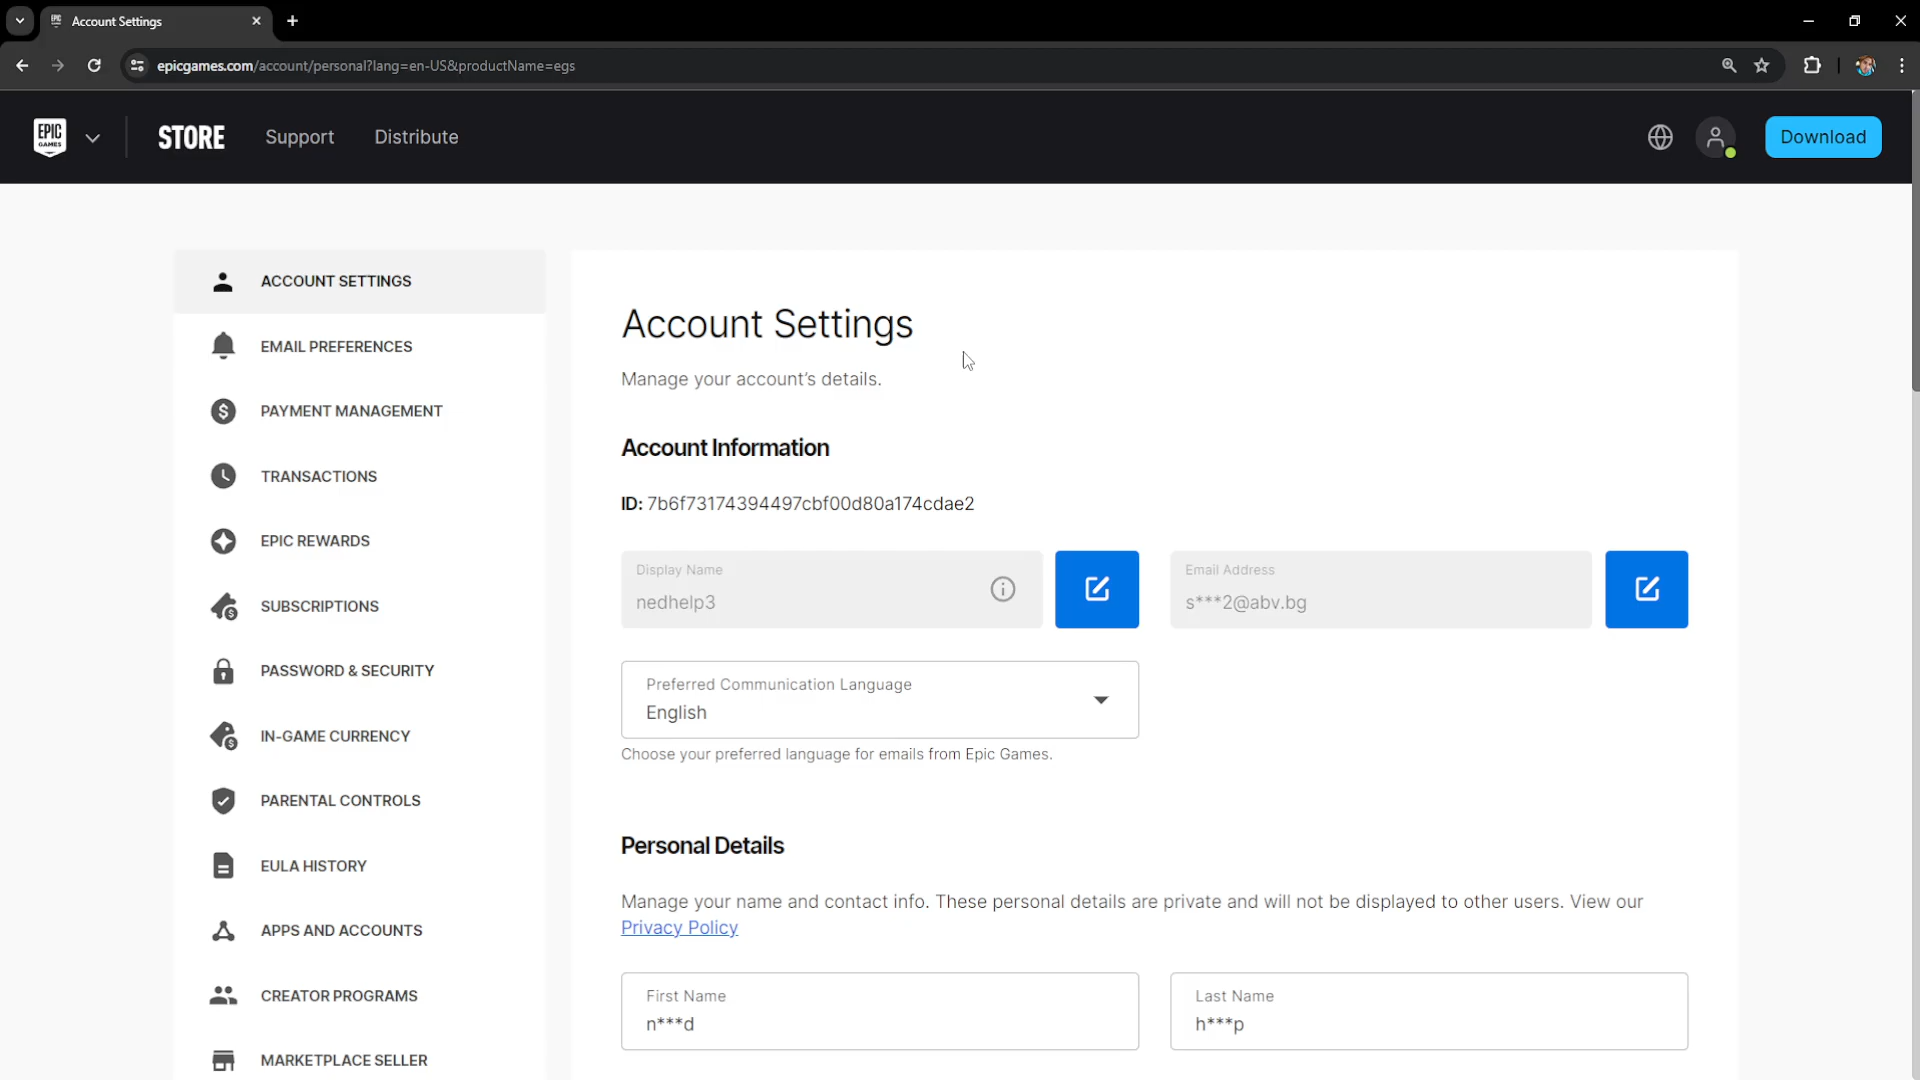 Account Settings
epicgames.com/account/personal?lang=en-US&productName=egs
EPIC GAMES
STORE
Support
Distribute
Download
ACCOUNT SETTINGS
EMAIL PREFERENCES
PAYMENT MANAGEMENT
TRANSACTIONS
EPIC REWARDS
SUBSCRIPTIONS
PASSWORD & SECURITY
IN-GAME CURRENCY
PARENTAL CONTROLS
EULA HISTORY
APPS AND ACCOUNTS
CREATOR PROGRAMS
MARKETPLACE SELLER
Account Settings
Manage your account's details.
Account Information
ID: 7b6f73174394497cbf00d80a174cdae2
Display Name
nedhelp3
Email Address
s***2@abv.bg
Preferred Communication Language
English
Choose your preferred language for emails from Epic Games.
Personal Details
Manage your name and contact info. These personal details are private and will not be displayed to other users. View our
Privacy Policy
First Name
n***d
Last Name
h***p